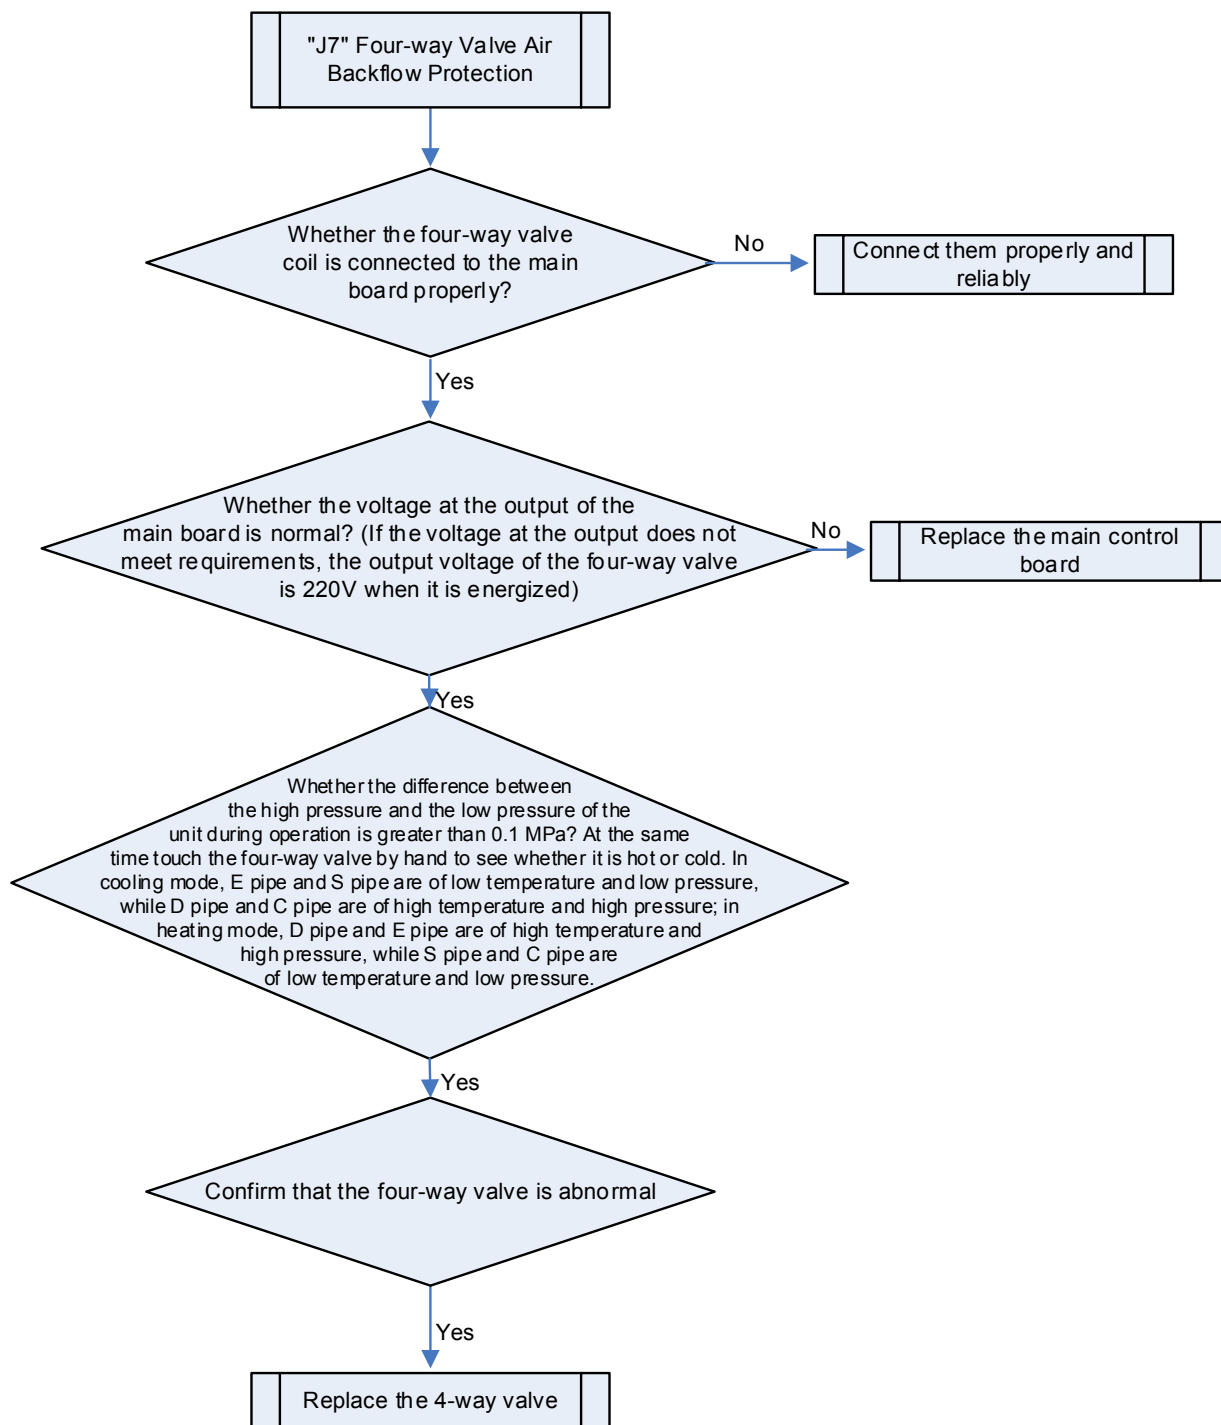 "J7" Four-way Valve Air
Backflow Protection
Whether the four-way valve
coil is connected to the main
board properly?
No
Connect them properly and
reliably
Yes
Whether the voltage at the output of the
main board is normal? (If the voltage at the output does not
meet requirements, the output voltage of the four-way valve
is 220V when it is energized)
No
Replace the main control
board
Yes
Whether the difference between
the high pressure and the low pressure of the
unit during operation is greater than 0.1 MPa? At the same
time touch the four-way valve by hand to see whether it is hot or cold. In
cooling mode, E pipe and S pipe are of low temperature and low pressure,
while D pipe and C pipe are of high temperature and high pressure; in
heating mode, D pipe and E pipe are of high temperature and
high pressure, while S pipe and C pipe are
of low temperature and low pressure.
Yes
Confirm that the four-way valve is abnormal
Yes
Replace the 4-way valve